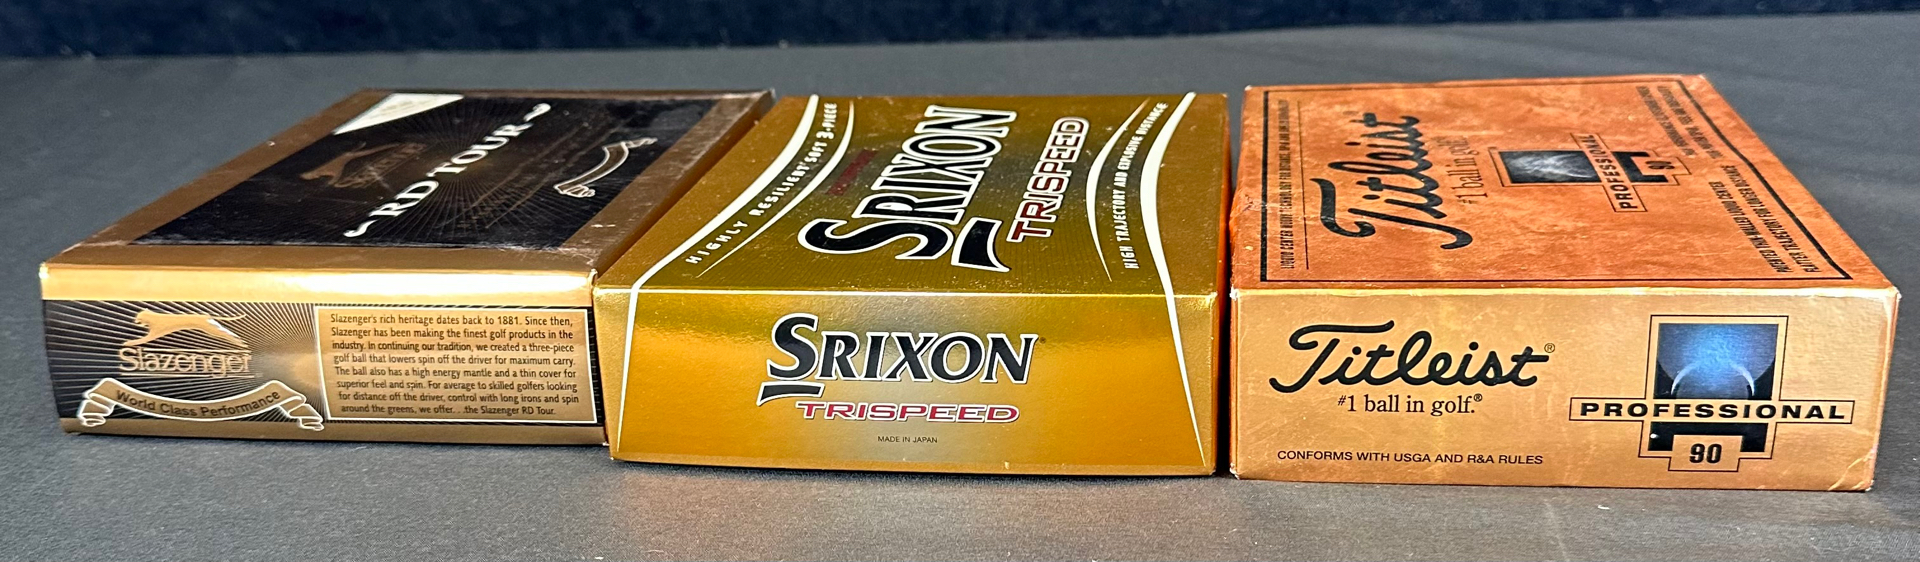 RD TOUR
Slazenger
World Class Performance
Slazenger's rich heritage dates back to 1881. Since then,
Slazenger has been making the finest golf products in the
industry. In continuing our tradition, we created a three-piece
golf ball that lowers spin off the driver for maximum carry.
The ball also has a high energy mantle and a thin cover for
superior feel and spin. For average to skilled golfers looking
for distance off the driver, control with long irons and spin
around the greens, we offer. . .the Slazenger RD Tour.
HIGHLY RESILIENT SOFT 3-PIECE
SRIXON
TRISPEED
HIGH TRAJECTORY AND EXPLOSIVE DISTANCE
SRIXON
TRISPEED
MADE IN JAPAN
Titleist
#1 ball in golf.
PROFESSIONAL
90
Titleist®
#1 ball in golf.®
CONFORMS WITH USGA AND R&A RULES
PROFESSIONAL
90